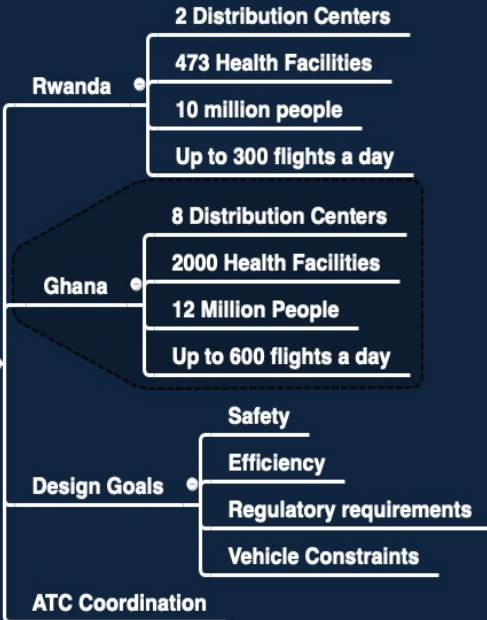 2 Distribution Centers
473 Health Facilities
Rwanda
10 million people
Up to 300 flights a day
8 Distribution Centers
2000 Health Facilities
Ghana
12 Million People
Up to 600 flights a day
Safety
Efficiency
Design Goals
Regulatory requirements
Vehicle Constraints
ATC Coordination